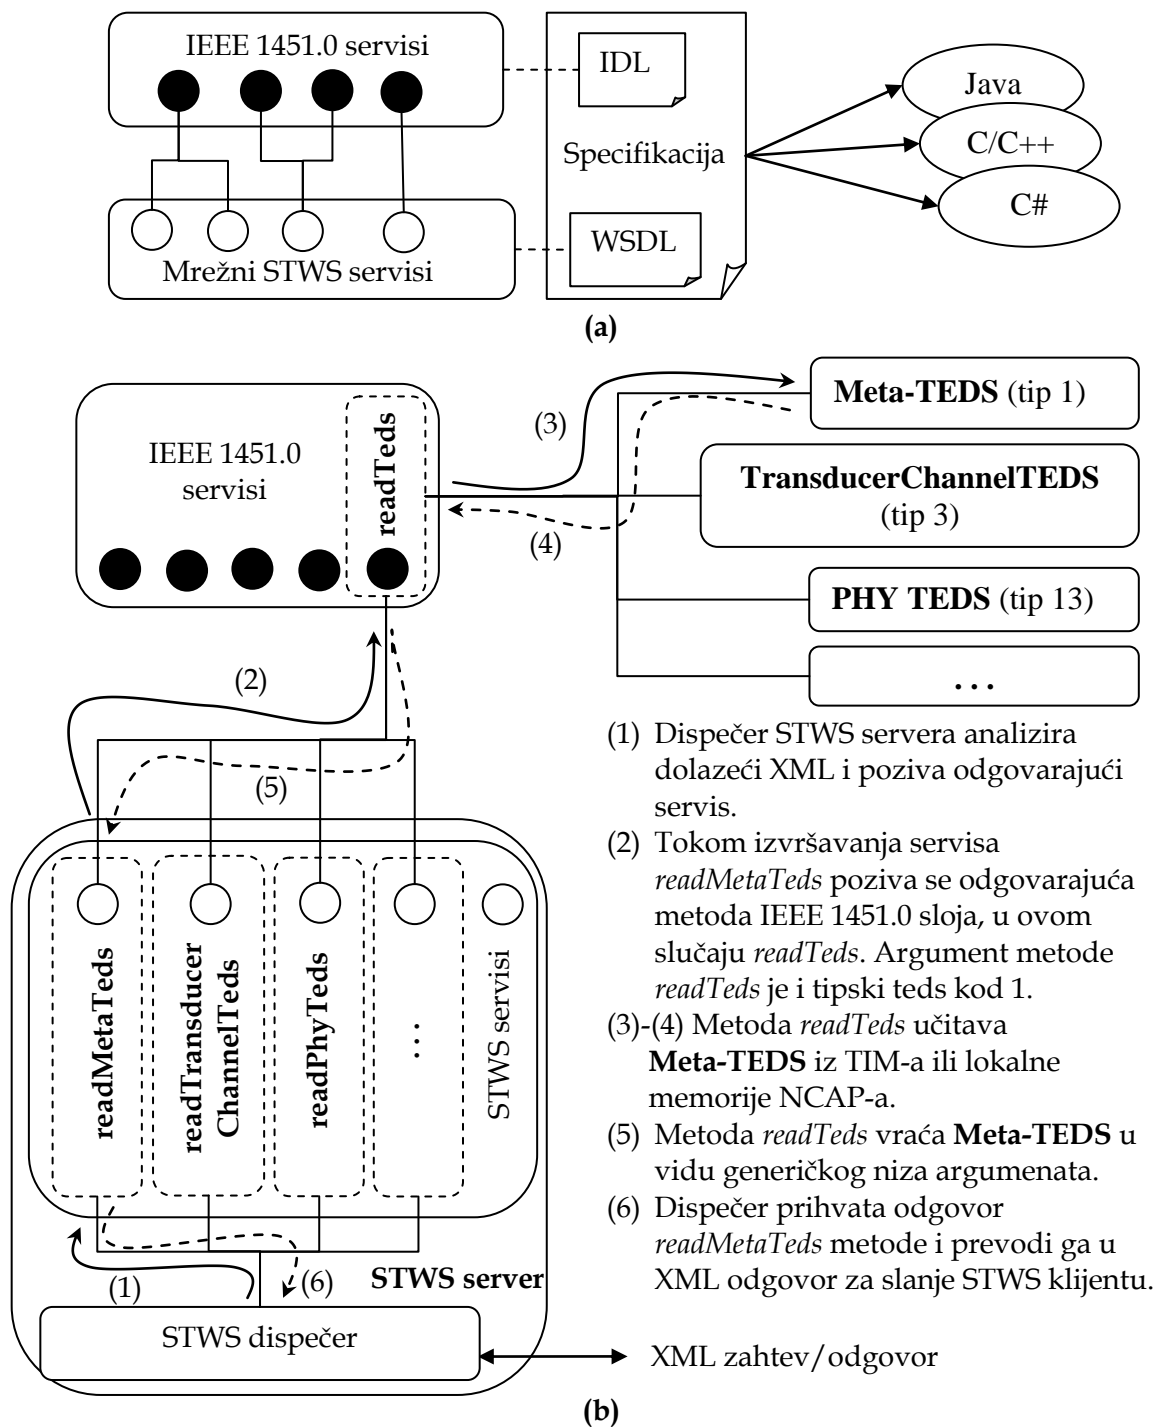 IEEE 1451.0 servisi
IDL
Specifikacija
WSDL
Mrežni STWS servisi
Java
C/C++
C#
(a)
IEEE 1451.0
servisi
readTeds
(3)
(4)
Meta-TEDS (tip 1)
TransducerChannelTEDS
(tip 3)
PHY TEDS (tip 13)
. . .
(2)
(5)
readMetaTeds
readTransducer
ChannelTeds
readPhyTeds
...
STWS servisi
(1)
(6)
STWS server
STWS dispečer
XML zahtev/odgovor
(1) Dispečer STWS servera analizira
dolazeći XML i poziva odgovarajući
servis.
(2) Tokom izvršavanja servisa
readMetaTeds poziva se odgovarajuća
metoda IEEE 1451.0 sloja, u ovom
slučaju readTeds. Argument metode
readTeds je i tipski teds kod 1.
(3)-(4) Metoda readTeds učitava
Meta-TEDS iz TIM-a ili lokalne
memorije NCAP-a.
(5) Metoda readTeds vraća Meta-TEDS u
vidu generičkog niza argumenata.
(6) Dispečer prihvata odgovor
readMetaTeds metode i prevodi ga u
XML odgovor za slanje STWS klijentu.
(b)